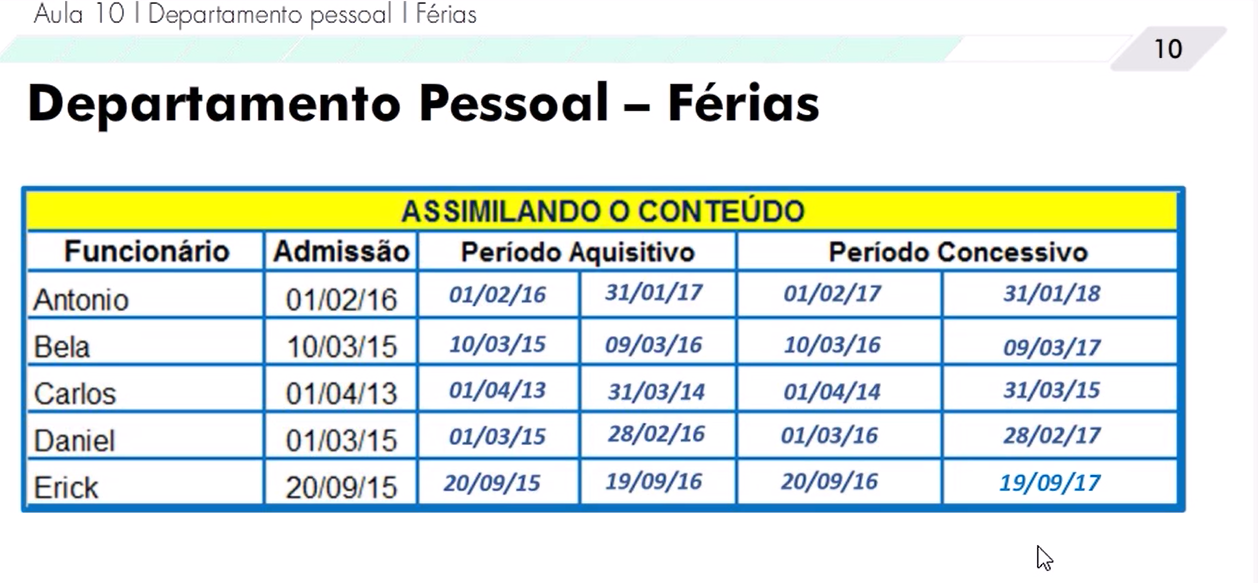 Aula 10 | Departamento pessoal | Férias
10
Departamento Pessoal – Férias
ASSIMILANDO O CONTEÚDO
Funcionário Admissão Período Aquisitivo Período Concessivo
Antonio 01/02/16 01/02/16 31/01/17 01/02/17 31/01/18
Bela 10/03/15 10/03/15 09/03/16 10/03/16 09/03/17
Carlos 01/04/13 01/04/13 31/03/14 01/04/14 31/03/15
Daniel 01/03/15 01/03/15 28/02/16 01/03/16 28/02/17
Erick 20/09/15 20/09/15 19/09/16 20/09/16 19/09/17